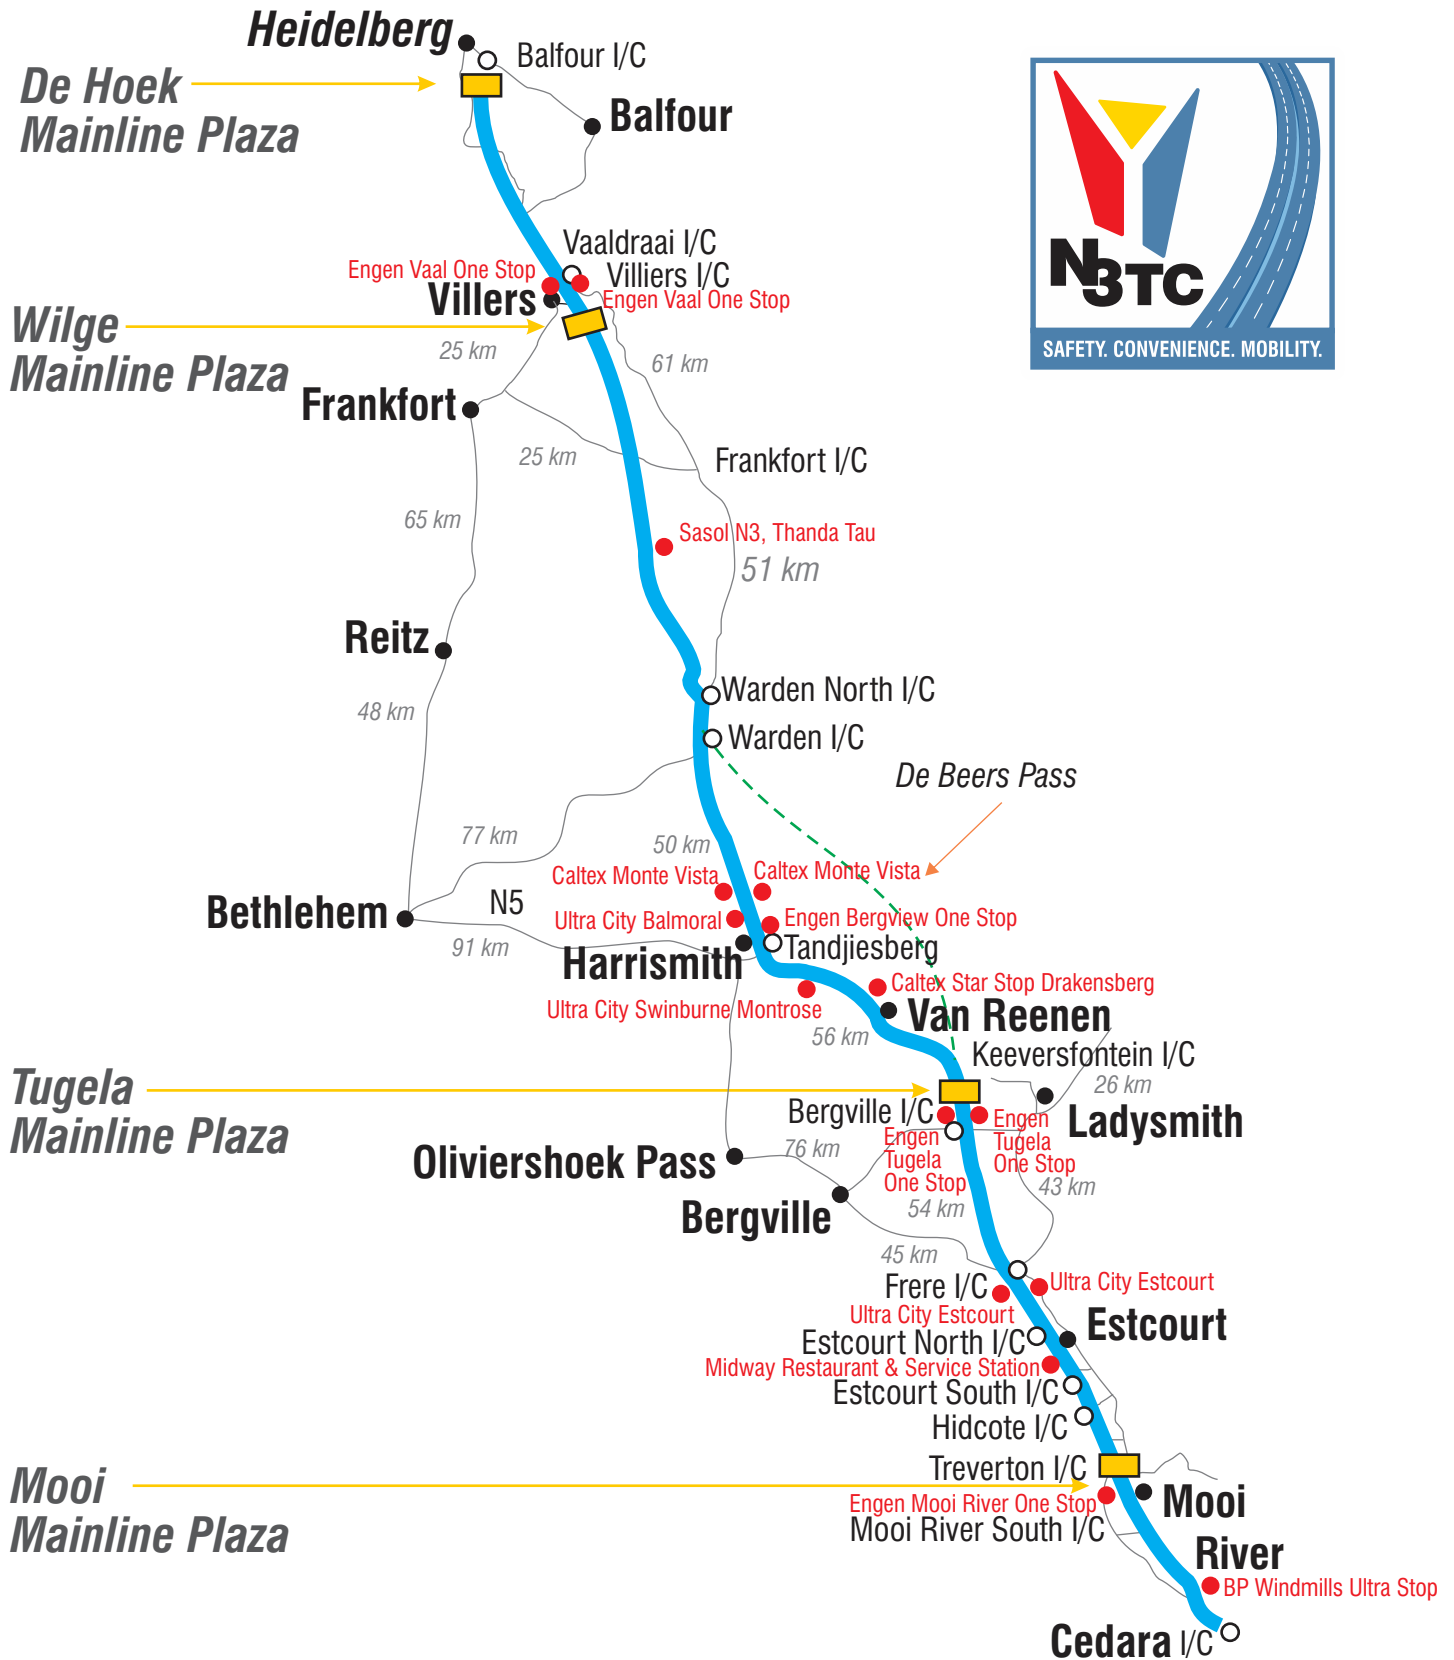 Heidelberg
Balfour I/C
De Hoek
Mainline Plaza
Balfour
N3TC
SAFETY. CONVENIENCE. MOBILITY.
Vaaldraai I/C
Engen Vaal One Stop
Villiers I/C
Villers
Engen Vaal One Stop
Wilge
Mainline Plaza
25 km
61 km
Frankfort
25 km
Frankfort I/C
65 km
Sasol N3, Thanda Tau
51 km
Reitz
Warden North I/C
48 km
Warden I/C
De Beers Pass
77 km
50 km
Caltex Monte Vista
Caltex Monte Vista
N5
Bethlehem
Ultra City Balmoral
Engen Bergview One Stop
91 km
Tandjiesberg
Harrismith
Caltex Star Stop Drakensberg
Ultra City Swinburne Montrose
Van Reenen
56 km
Keeversfontein I/C
26 km
Tugela
Mainline Plaza
Bergville I/C
Engen
Tugela
One Stop
Ladysmith
Engen
Tugela
One Stop
76 km
Oliviershoek Pass
43 km
54 km
Bergville
45 km
Frere I/C
Ultra City Estcourt
Ultra City Estcourt
Estcourt
Estcourt North I/C
Midway Restaurant & Service Station
Estcourt South I/C
Hidcote I/C
Treverton I/C
Mooi
Mainline Plaza
Engen Mooi River One Stop
Mooi
River
Mooi River South I/C
BP Windmills Ultra Stop
Cedara I/C